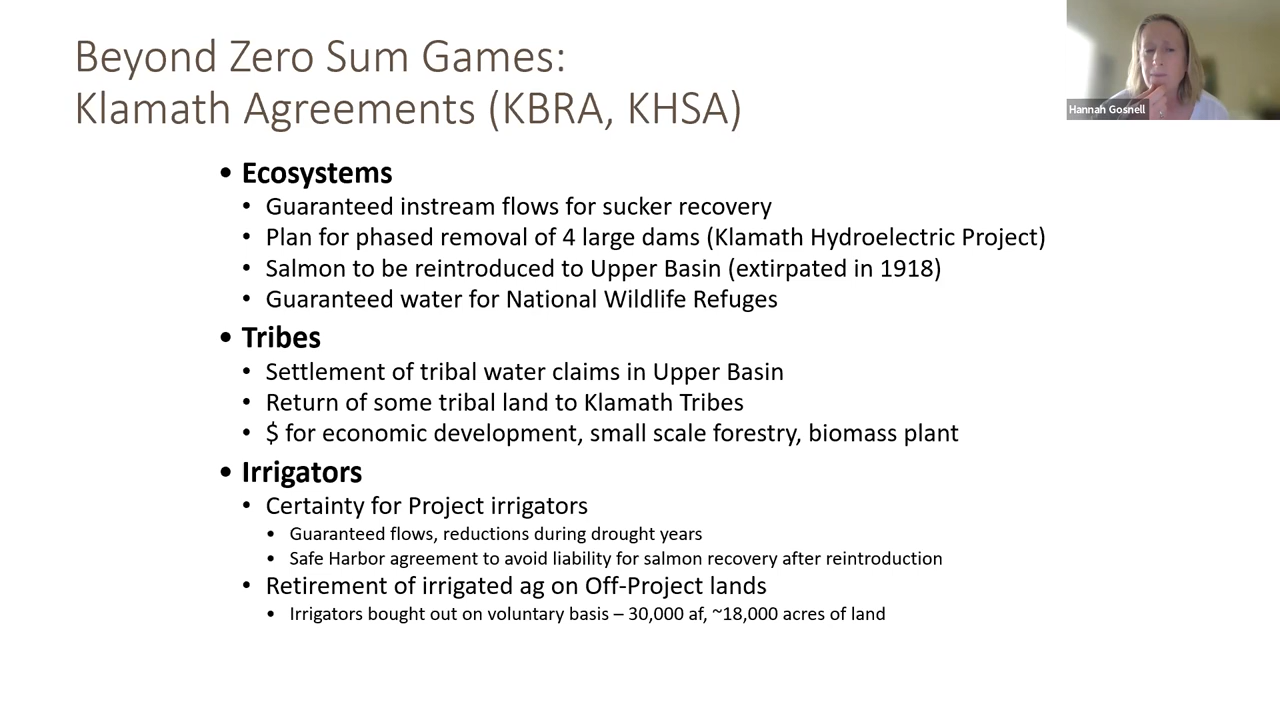 Beyond Zero Sum Games:
Klamath Agreements (KBRA, KHSA)
Hannah Gosnell
• Ecosystems
• Guaranteed instream flows for sucker recovery
• Plan for phased removal of 4 large dams (Klamath Hydroelectric Project)
• Salmon to be reintroduced to Upper Basin (extirpated in 1918)
• Guaranteed water for National Wildlife Refuges
• Tribes
• Settlement of tribal water claims in Upper Basin
• Return of some tribal land to Klamath Tribes
• $ for economic development, small scale forestry, biomass plant
• Irrigators
• Certainty for Project irrigators
• Guaranteed flows, reductions during drought years
• Safe Harbor agreement to avoid liability for salmon recovery after reintroduction
• Retirement of irrigated ag on Off-Project lands
• Irrigators bought out on voluntary basis – 30,000 af, ~18,000 acres of land